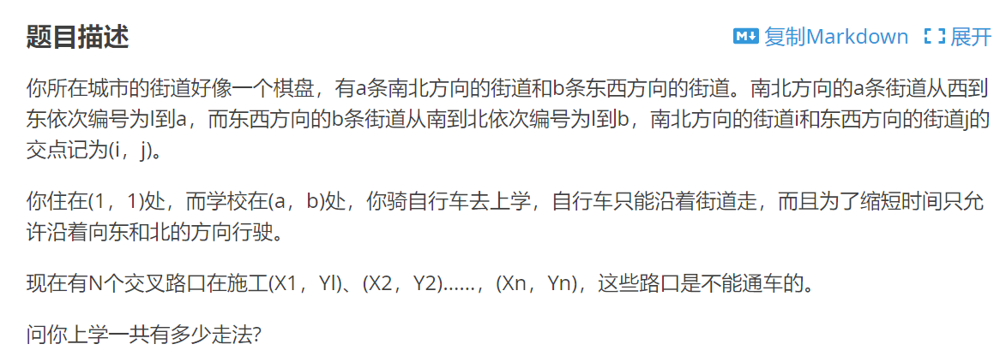 题目描述
复制Markdown
展开
你所在城市的街道好像一个棋盘，有a条南北方向的街道和b条东西方向的街道。南北方向的a条街道从西到
东依次编号为l到a，而东西方向的b条街道从南到北依次编号为l到b，南北方向的街道i和东西方向的街道j的
交点记为(i，j)。
你住在(1，1)处，而学校在(a，b)处，你骑自行车去上学，自行车只能沿着街道走，而且为了缩短时间只允
许沿着向东和北的方向行驶。
现在有N个交叉路口在施工(X1，Yl)、(X2，Y2)……，(Xn，Yn)，这些路口是不能通车的。
问你上学一共有多少走法?